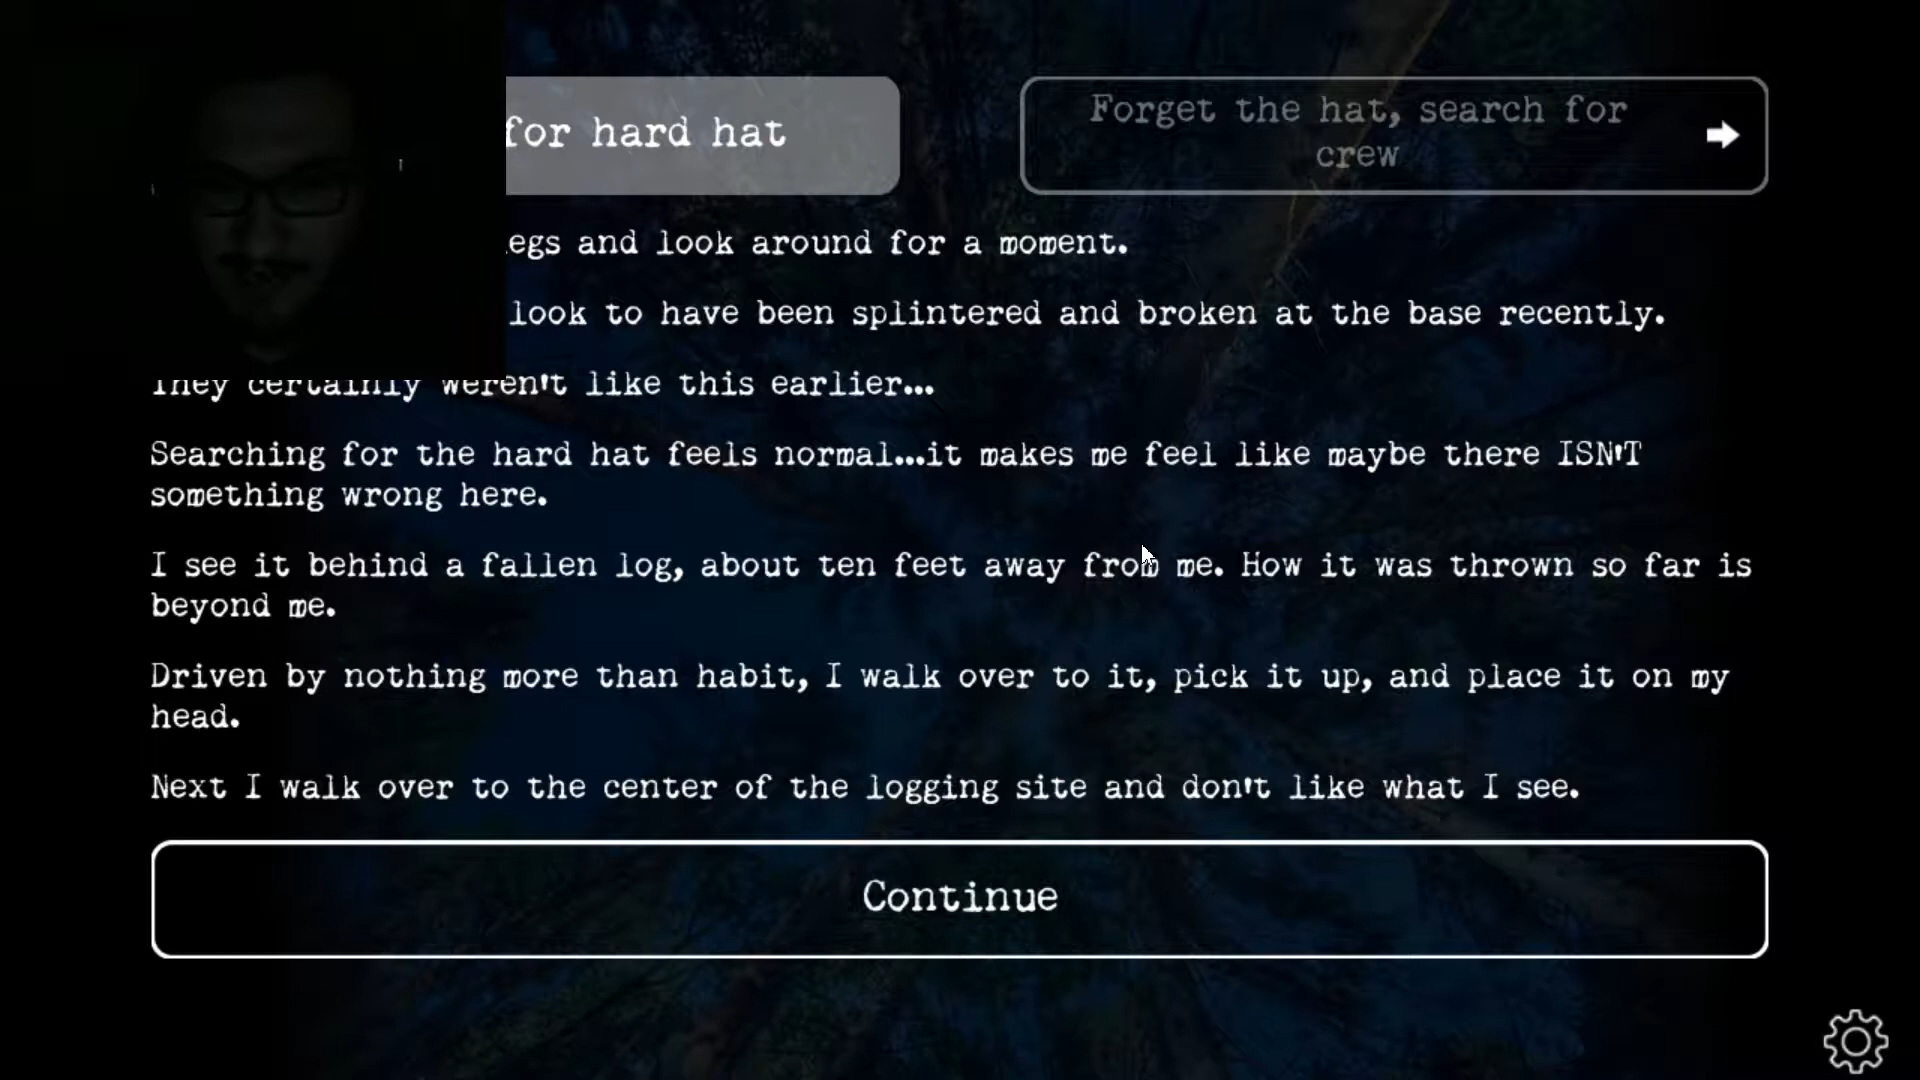 for hard hat
Forget the hat, search for
crew
and look around for a moment.
look to have been splintered and broken at the base recently.
They certainly weren't like this earlier...
Searching for the hard hat feels normal...it makes me feel like maybe there ISN'T
something wrong here.
I see it behind a fallen log, about ten feet away from me. How it was thrown so far is
beyond me.
Driven by nothing more than habit, I walk over to it, pick it up, and place it on my
head.
Next I walk over to the center of the logging site and don't like what I see.
Continue